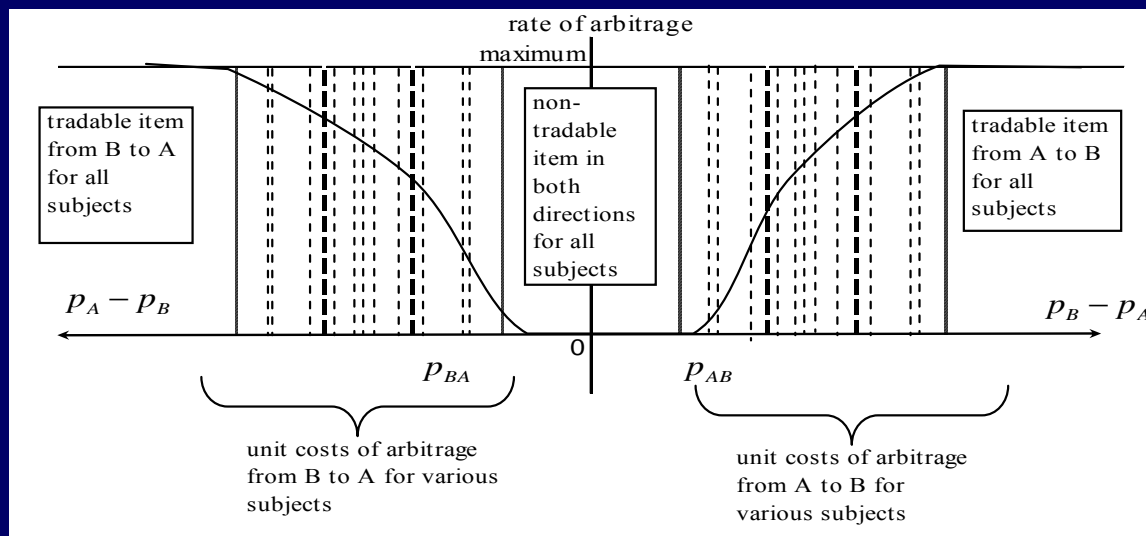 rate of arbitrage
maximum
tradable item
from B to A
for all
subjects
non-
tradable
item in
both
directions
for all
subjects
tradable item
from A to B
for all
subjects
p_A − p_B
p_B − p_A
0
p_BA
p_AB
unit costs of arbitrage
from B to A for various
subjects
unit costs of arbitrage
from A to B for
various subjects